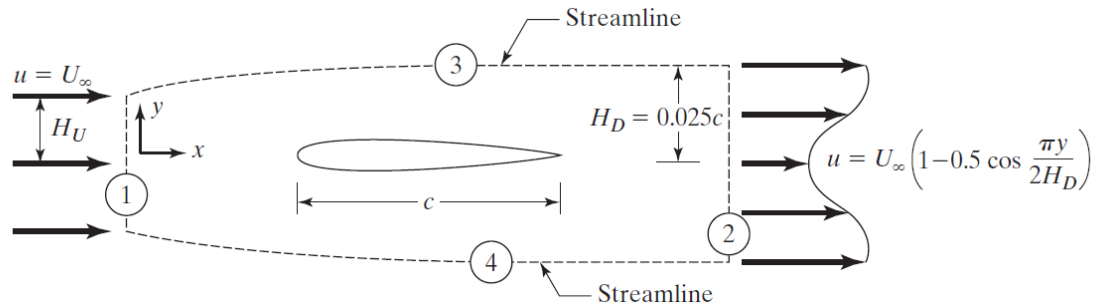 Streamline
3
u = U∞
y
H_U
x
H_D = 0.025c
u = U∞ (1−0.5 cos πy/2H_D)
1
c
2
4
Streamline